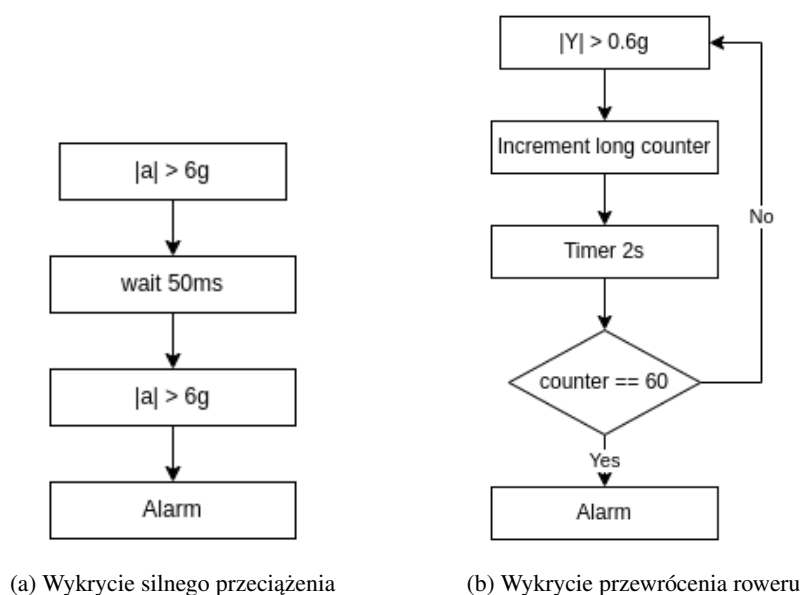 |a| > 6g
wait 50ms
|a| > 6g
Alarm
(a) Wykrycie silnego przeciążenia
|Y| > 0.6g
Increment long counter
Timer 2s
counter == 60
No
Yes
Alarm
(b) Wykrycie przewrócenia roweru